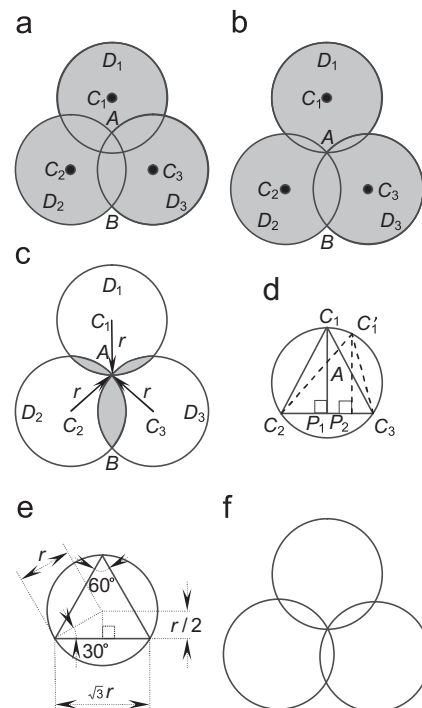 a
D1
C1
A
C2
C3
D2
D3
B
b
D1
C1
A
C2
C3
D2
D3
B
c
D1
C1
A
r
r
r
D2
D3
C2
C3
B
d
C1
C1′
A
C2
P1
P2
C3
e
r
60°
r / 2
30°
√3 r
f